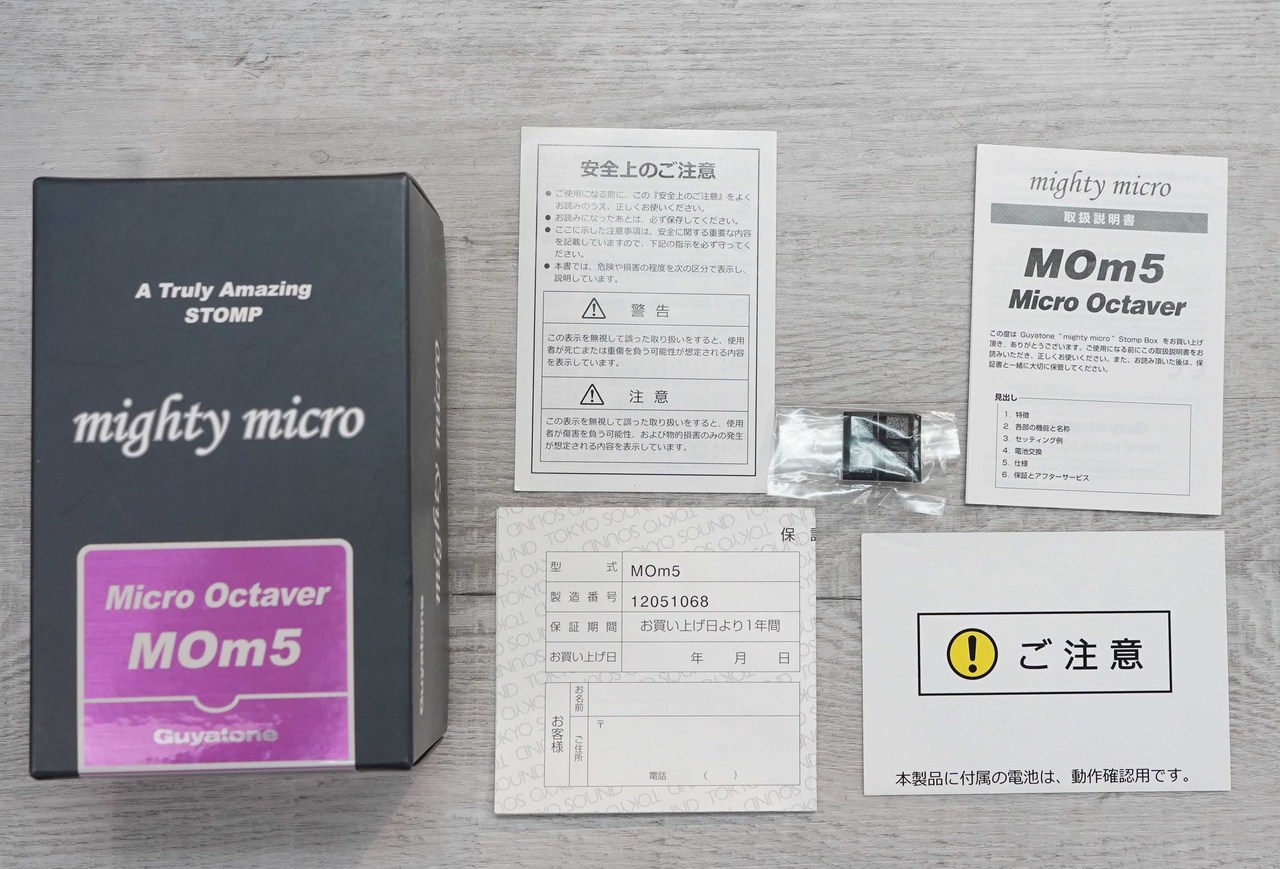 A Truly Amazing
STOMP
mighty micro
Micro Octaver
MOm5
Guyatone
mighty micro
Guyatone
安全上のご注意
● ご使用になる前に、この『安全上のご注意』をよく
お読みのうえ、正しくお使いください。
● お読みになったあとは、必ず保存してください。
● ここに示した注意事項は、安全に関する重要な内容
を記載していますので、下記の指示を必ず守ってく
ださい。
● 本書では、危険や損害の程度を次の区分で表示し、
説明しています。
警告
この表示を無視して誤った取り扱いをすると、使用
者が死亡または重傷を負う可能性が想定される内容
を表示しています。
注意
この表示を無視して誤った取り扱いをすると、使用
者が傷害を負う可能性、および物的損害のみの発生
が想定される内容を表示しています。
mighty micro
取扱説明書
MOm5
Micro Octaver
この度は Guyatone "mighty micro" Stomp Box をお買い上げ
頂き、ありがとうございます。ご使用になる前にこの取扱説明書をお
読みいただき、正しくお使いください。また、お読み頂いた後は、保
証書と一緒に大切に保管してください。
見出し
1. 特徴
2. 各部の機能と名称
3. セッティング例
4. 電池交換
5. 仕様
6. 保証とアフターサービス
TOKYO SOUND
保
型式 MOm5
製造番号 12051068
保証期間 お買い上げ日より1年間
お買い上げ日 年 月 日
お客様
お名前
ご住所
〒
電話 ( )
ご注意
本製品に付属の電池は、動作確認用です。